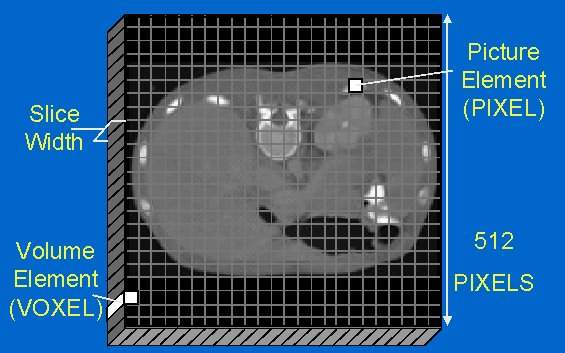 Picture
Element
(PIXEL)
Slice
Width
Volume
Element
(VOXEL)
512
PIXELS